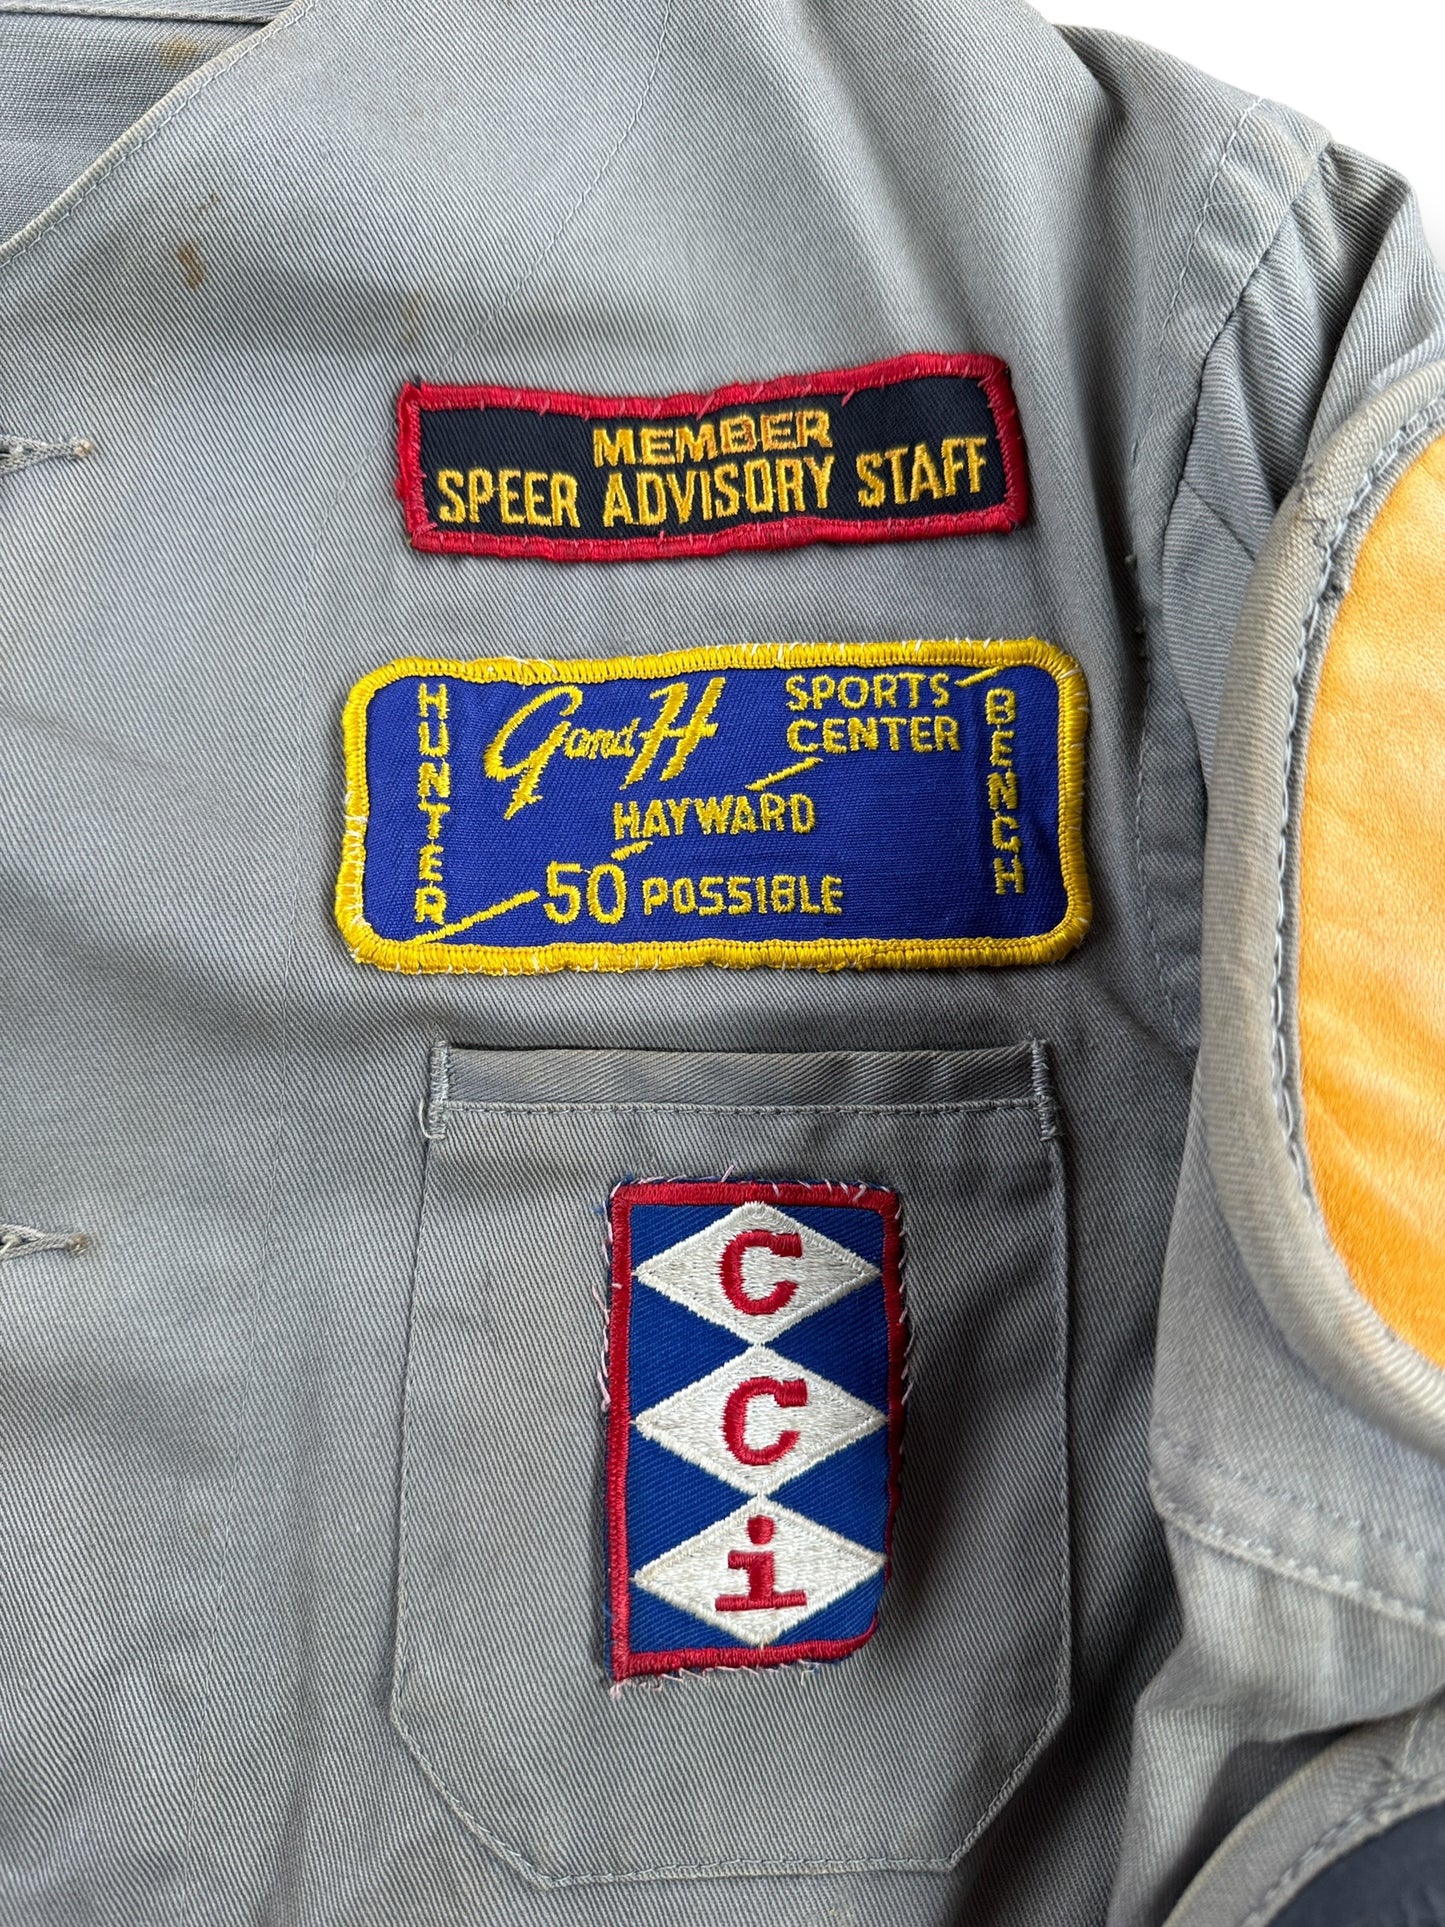 MEMBER
SPEER ADVISORY STAFF
HUNTER
G and H
SPORTS
CENTER
BENCH
HAYWARD
50 POSSIBLE
C
C
i